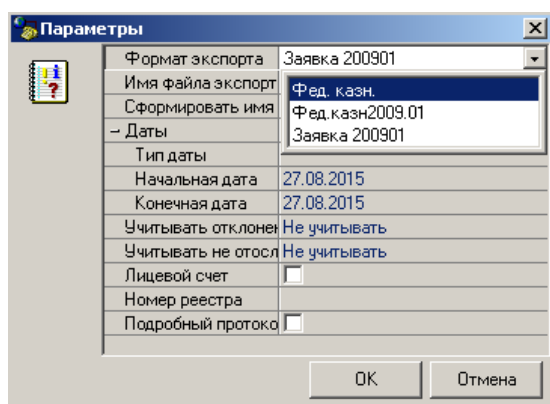 Параметры
Формат экспорта Заявка 200901
Имя файла экспорт
Фед. казн.
Сформировать имя
Фед.казн2009.01
Даты
Заявка 200901
Тип даты
Начальная дата 27.08.2015
Конечная дата 27.08.2015
Учитывать отклонен Не учитывать
Учитывать не отосл Не учитывать
Лицевой счет
Номер реестра
Подробный протоко
OK Отмена